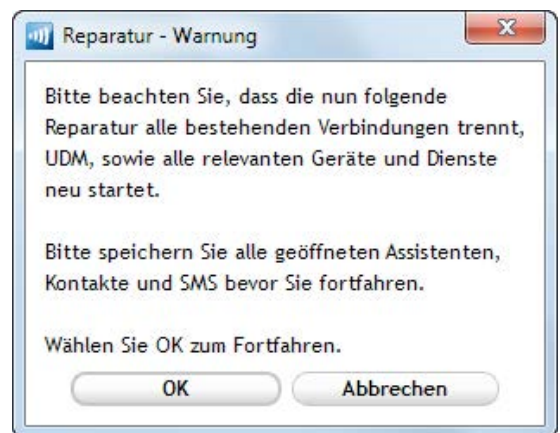 Reparatur - Warnung
Bitte beachten Sie, dass die nun folgende
Reparatur alle bestehenden Verbindungen trennt,
UDM, sowie alle relevanten Geräte und Dienste
neu startet.
Bitte speichern Sie alle geöffneten Assistenten,
Kontakte und SMS bevor Sie fortfahren.
Wählen Sie OK zum Fortfahren.
OK Abbrechen